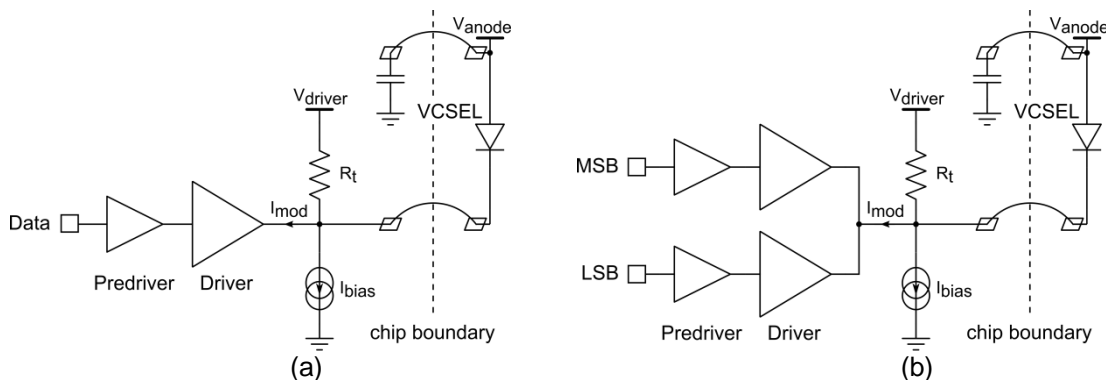 Vanode
Vdriver
VCSEL
Rt
Data
Imod
Predriver
Driver
Ibias
chip boundary
(a)
Vanode
Vdriver
VCSEL
MSB
Rt
Imod
LSB
Predriver
Driver
Ibias
chip boundary
(b)